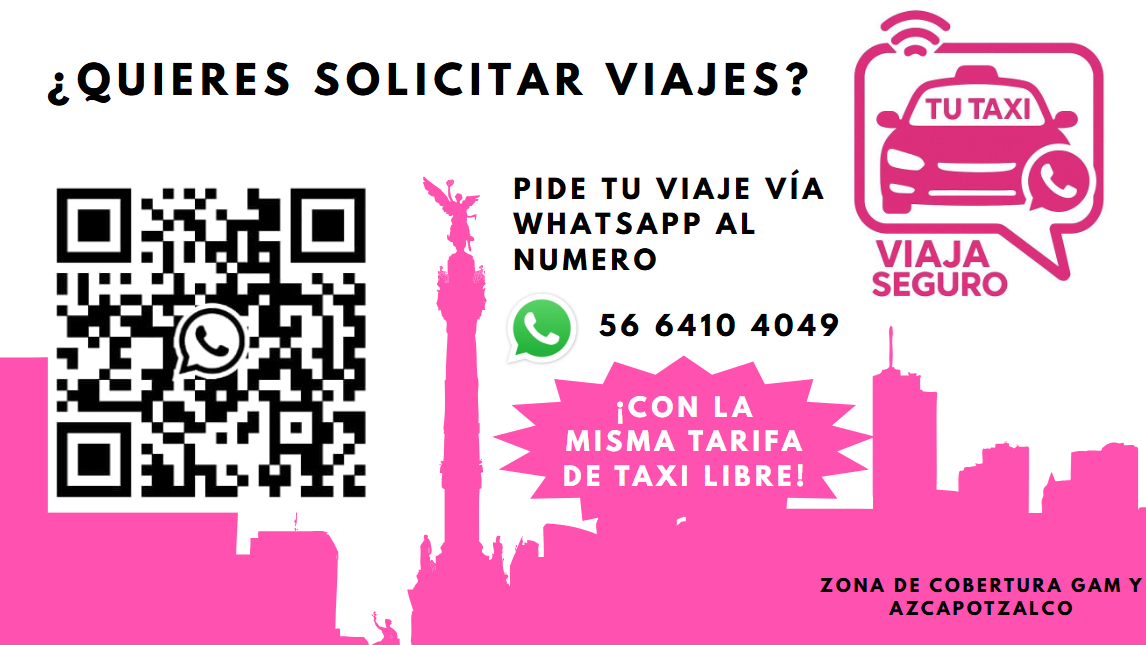 ¿QUIERES SOLICITAR VIAJES?
TU TAXI
VIAJA
SEGURO
PIDE TU VIAJE VÍA
WHATSAPP AL
NUMERO
56 6410 4049
¡CON LA
MISMA TARIFA
DE TAXI LIBRE!
ZONA DE COBERTURA GAM Y
AZCAPOTZALCO